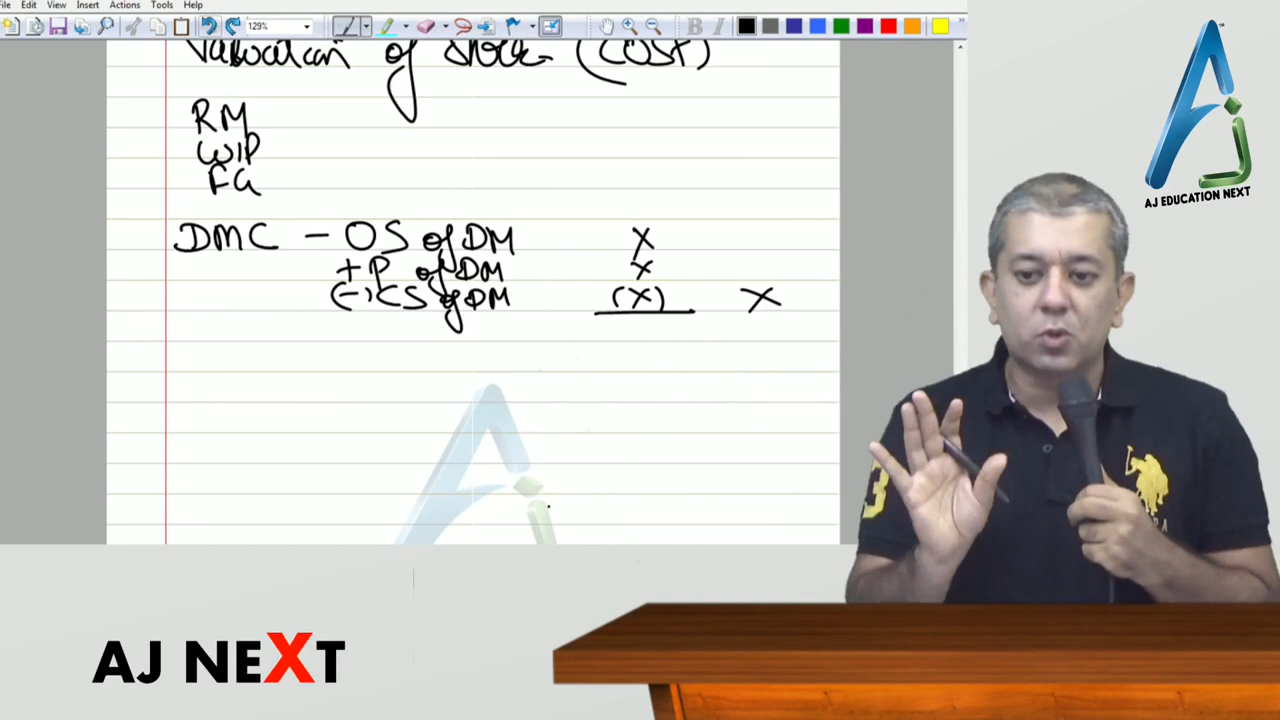 File Edit View Insert Actions Tools Help
129%
B I
Valuation of stock (COST)
RM
WIP
FG
DMC - OS of DM X
+ P of DM X
(-) CS of DM (X) X
AJ EDUCATION NEXT
3
AJ NEXT